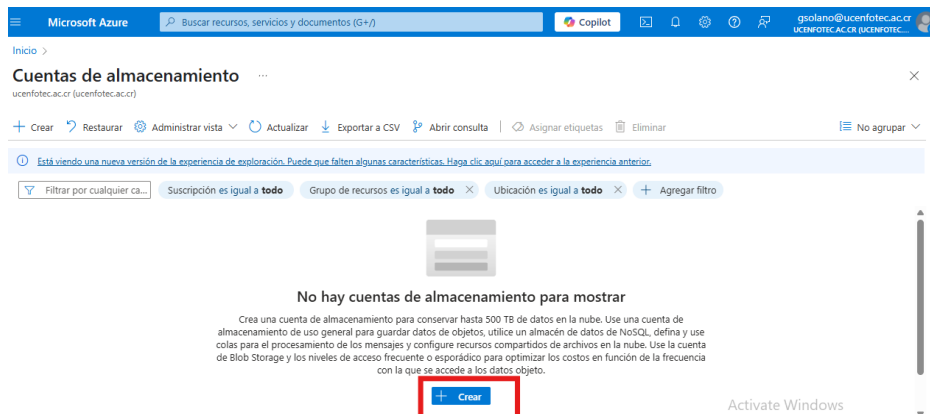 Microsoft Azure
Buscar recursos, servicios y documentos (G+/)
Copilot
gsolano@ucenfotec.ac.cr
UCENFOTEC.AC.CR (UCENFOTEC....
Inicio >
Cuentas de almacenamiento ...
ucenfotec.ac.cr (ucenfotec.ac.cr)
+ Crear Restaurar Administrar vista Actualizar Exportar a CSV Abrir consulta Asignar etiquetas Eliminar No agrupar
Está viendo una nueva versión de la experiencia de exploración. Puede que falten algunas características. Haga clic aquí para acceder a la experiencia anterior.
Filtrar por cualquier ca... Suscripción es igual a todo Grupo de recursos es igual a todo × Ubicación es igual a todo × + Agregar filtro
No hay cuentas de almacenamiento para mostrar
Crea una cuenta de almacenamiento para conservar hasta 500 TB de datos en la nube. Use una cuenta de
almacenamiento de uso general para guardar datos de objetos, utilice un almacén de datos de NoSQL, defina y use
colas para el procesamiento de los mensajes y configure recursos compartidos de archivos en la nube. Use la cuenta
de Blob Storage y los niveles de acceso frecuente o esporádico para optimizar los costos en función de la frecuencia
con la que se accede a los datos objeto.
+ Crear
Activate Windows